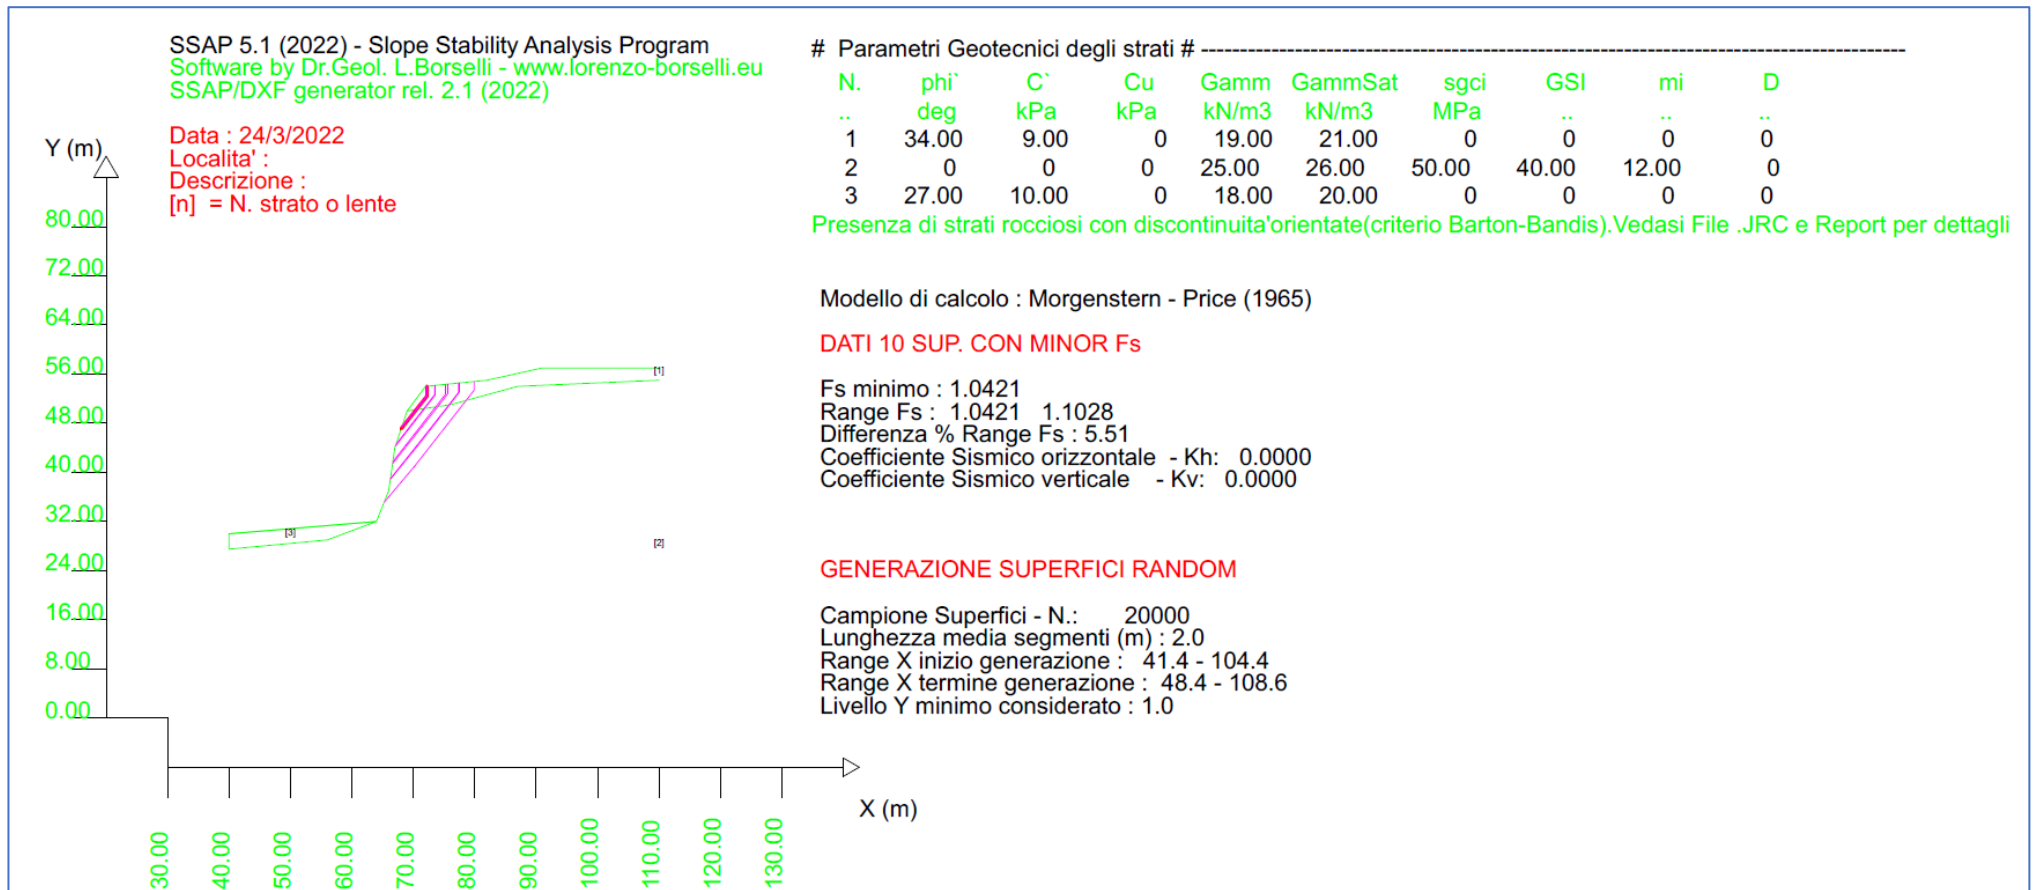 SSAP 5.1 (2022) - Slope Stability Analysis Program
Software by Dr.Geol. L.Borselli - www.lorenzo-borselli.eu
SSAP/DXF generator rel. 2.1 (2022)
Data : 24/3/2022
Localita' :
Descrizione :
[n] = N. strato o lente
# Parametri Geotecnici degli strati # ------------------------------------------------------------------------------------------
N. phi` C` Cu Gamm GammSat sgci GSI mi D
.. deg kPa kPa kN/m3 kN/m3 MPa .. .. ..
1 34.00 9.00 0 19.00 21.00 0 0 0 0
2 0 0 0 25.00 26.00 50.00 40.00 12.00 0
3 27.00 10.00 0 18.00 20.00 0 0 0 0
Presenza di strati rocciosi con discontinuita'orientate(criterio Barton-Bandis).Vedasi File .JRC e Report per dettagli
Modello di calcolo : Morgenstern - Price (1965)
DATI 10 SUP. CON MINOR Fs
Fs minimo : 1.0421
Range Fs : 1.0421 1.1028
Differenza % Range Fs : 5.51
Coefficiente Sismico orizzontale - Kh: 0.0000
Coefficiente Sismico verticale - Kv: 0.0000
GENERAZIONE SUPERFICI RANDOM
Campione Superfici - N.: 20000
Lunghezza media segmenti (m) : 2.0
Range X inizio generazione : 41.4 - 104.4
Range X termine generazione : 48.4 - 108.6
Livello Y minimo considerato : 1.0
Y (m)
80.00
72.00
64.00
56.00
48.00
40.00
32.00
24.00
16.00
8.00
0.00
[1]
[3]
[2]
X (m)
30.00
40.00
50.00
60.00
70.00
80.00
90.00
100.00
110.00
120.00
130.00